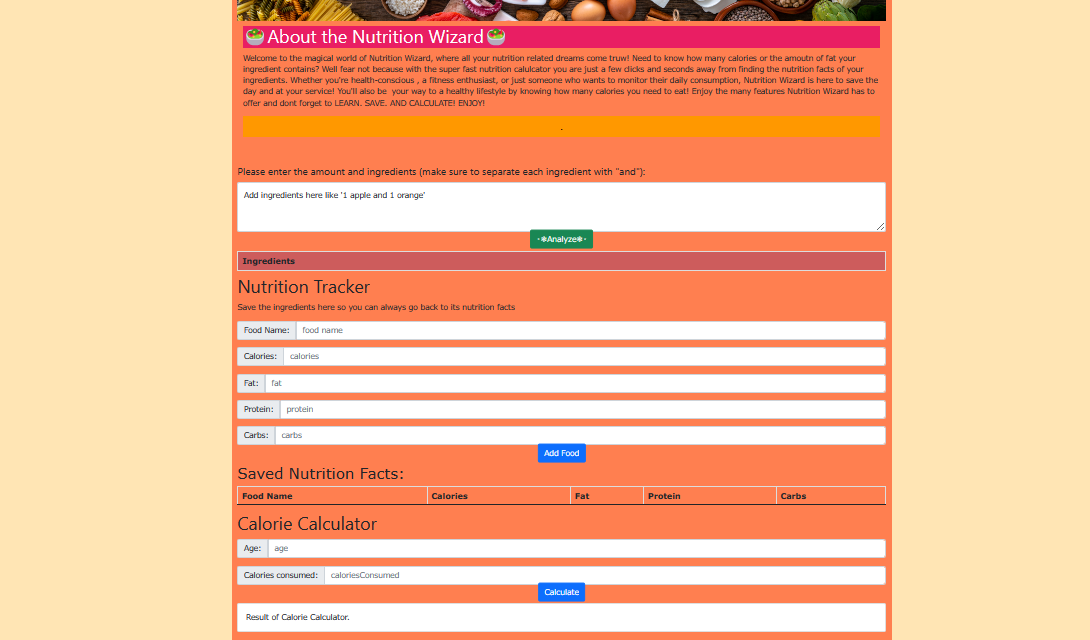 🥗About the Nutrition Wizard🥗
Welcome to the magical world of Nutrition Wizard, where all your nutrition related dreams come truw! Need to know how many calories or the amoutn of fat your
ingredient contains? Well fear not because with the super fast nutrition calulcator you are just a few clicks and seconds away from finding the nutrition facts of your
ingredients. Whether you're health-conscious , a fitness enthusiast, or just someone who wants to monitor their daily consumption, Nutrition Wizard is here to save the
day and at your service! You'll also be  your way to a healthy lifestyle by knowing how many calories you need to eat! Enjoy the many features Nutrition Wizard has to
offer and dont forget to LEARN. SAVE. AND CALCULATE! ENJOY!
.
Please enter the amount and ingredients (make sure to separate each ingredient with "and"):
Add ingredients here like '1 apple and 1 orange'
･❃Analyze❃･
Ingredients
Nutrition Tracker
Save the ingredients here so you can always go back to its nutrition facts
Food Name: food name
Calories: calories
Fat: fat
Protein: protein
Carbs: carbs
Add Food
Saved Nutrition Facts:
Food Name Calories Fat Protein Carbs
Calorie Calculator
Age: age
Calories consumed: caloriesConsumed
Calculate
Result of Calorie Calculator.